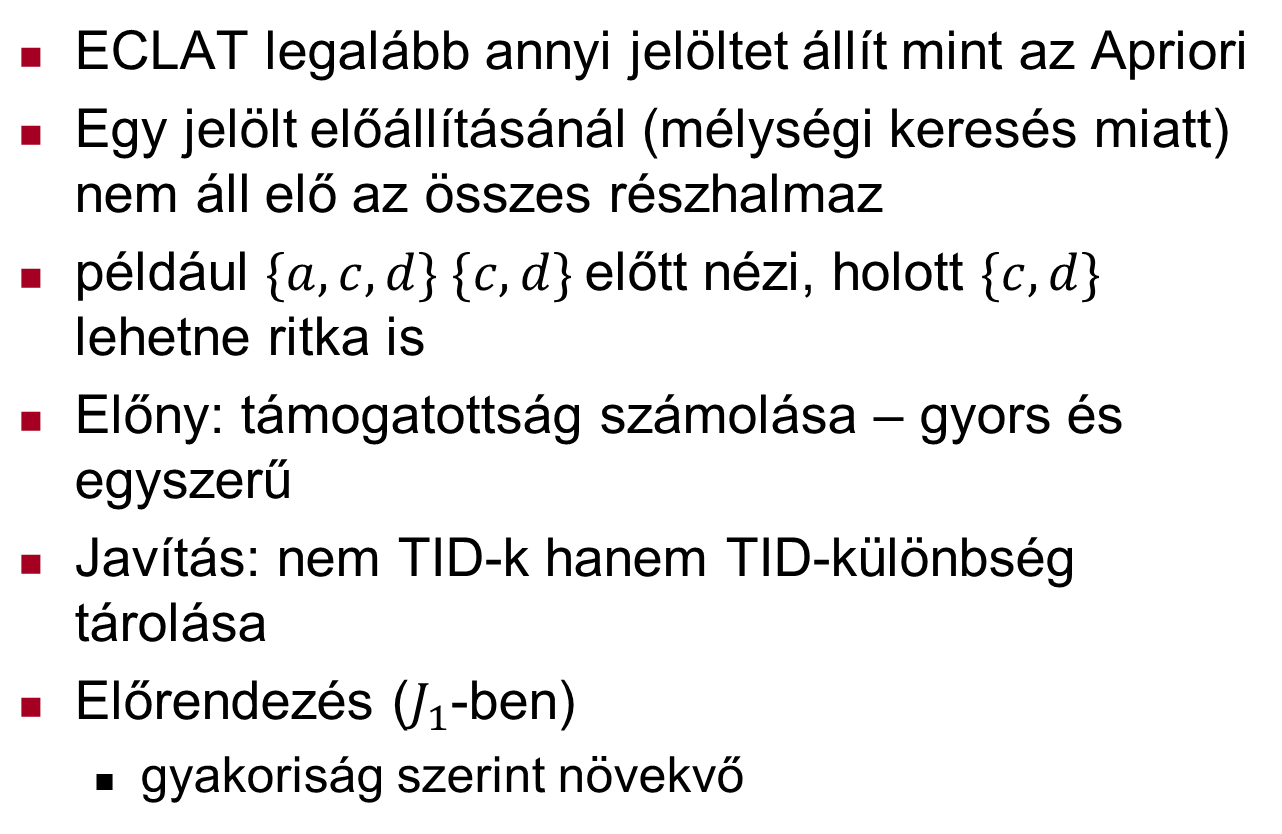 ECLAT legalább annyi jelöltet állít mint az Apriori
Egy jelölt előállításánál (mélységi keresés miatt)
nem áll elő az összes részhalmaz
például {a, c, d} {c, d} előtt nézi, holott {c, d}
lehetne ritka is
Előny: támogatottság számolása – gyors és
egyszerű
Javítás: nem TID-k hanem TID-különbség
tárolása
Előrendezés (J₁-ben)
gyakoriság szerint növekvő